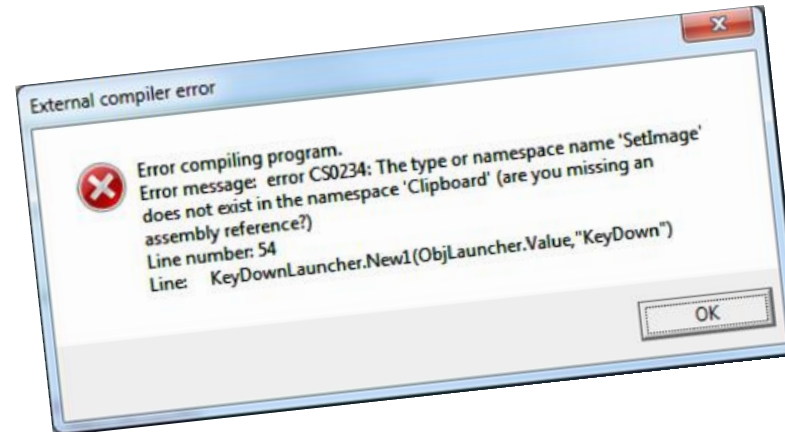 External compiler error
Error compiling program.
Error message:  error CS0234: The type or namespace name 'SetImage'
does not exist in the namespace 'Clipboard' (are you missing an
assembly reference?)
Line number: 54
Line:    KeyDownLauncher.New1(ObjLauncher.Value,"KeyDown")
OK